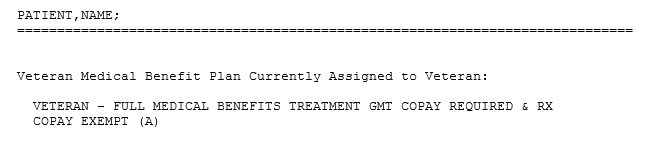 PATIENT,NAME;
==============================================================================
Veteran Medical Benefit Plan Currently Assigned to Veteran:
VETERAN – FULL MEDICAL BENEFITS TREATMENT GMT COPAY REQUIRED & RX
COPAY EXEMPT (A)